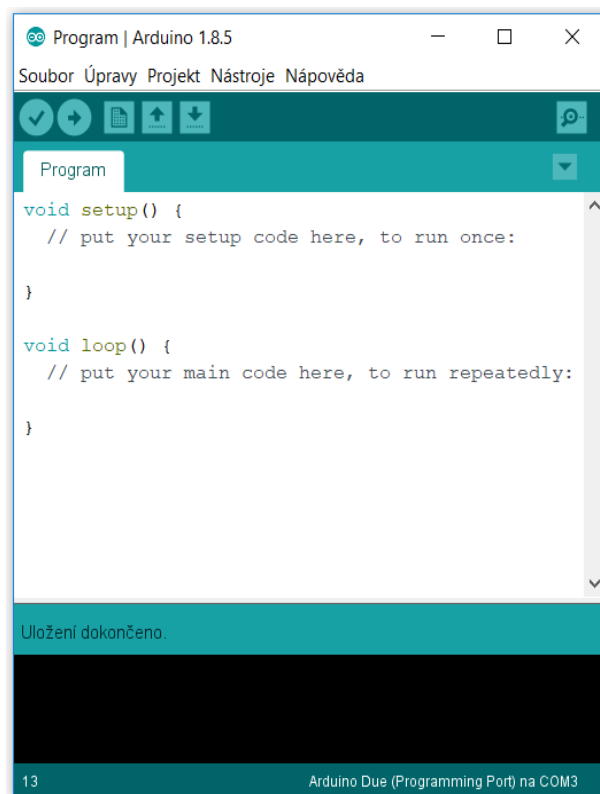 Program | Arduino 1.8.5
Soubor Úpravy Projekt Nástroje Nápověda
Program
void setup() {
  // put your setup code here, to run once:
}
void loop() {
  // put your main code here, to run repeatedly:
}
Uložení dokončeno.
13 Arduino Due (Programming Port) na COM3